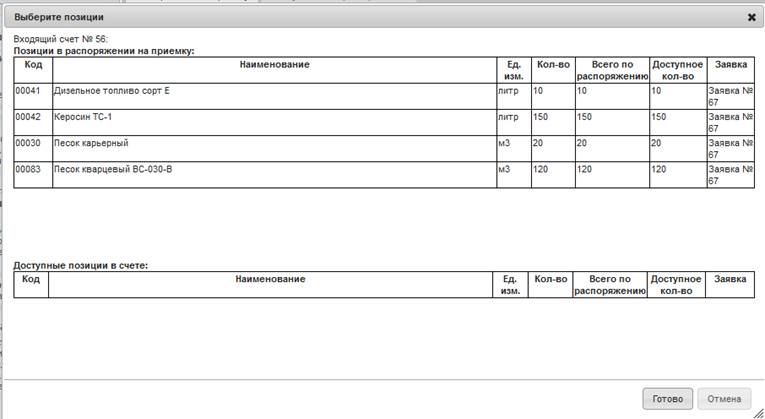 Выберите позиции
Входящий счет № 56:
Позиции в распоряжении на приемку:
Код Наименование Ед. изм. Кол-во Всего по распоряжению Доступное кол-во Заявка
00041 Дизельное топливо сорт Е литр 10 10 10 Заявка № 67
00042 Керосин ТС-1 литр 150 150 150 Заявка № 67
00030 Песок карьерный м3 20 20 20 Заявка № 67
00083 Песок кварцевый ВС-030-В м3 120 120 120 Заявка № 67
Доступные позиции в счете:
Код Наименование Ед. изм. Кол-во Всего по распоряжению Доступное кол-во Заявка
Готово Отмена